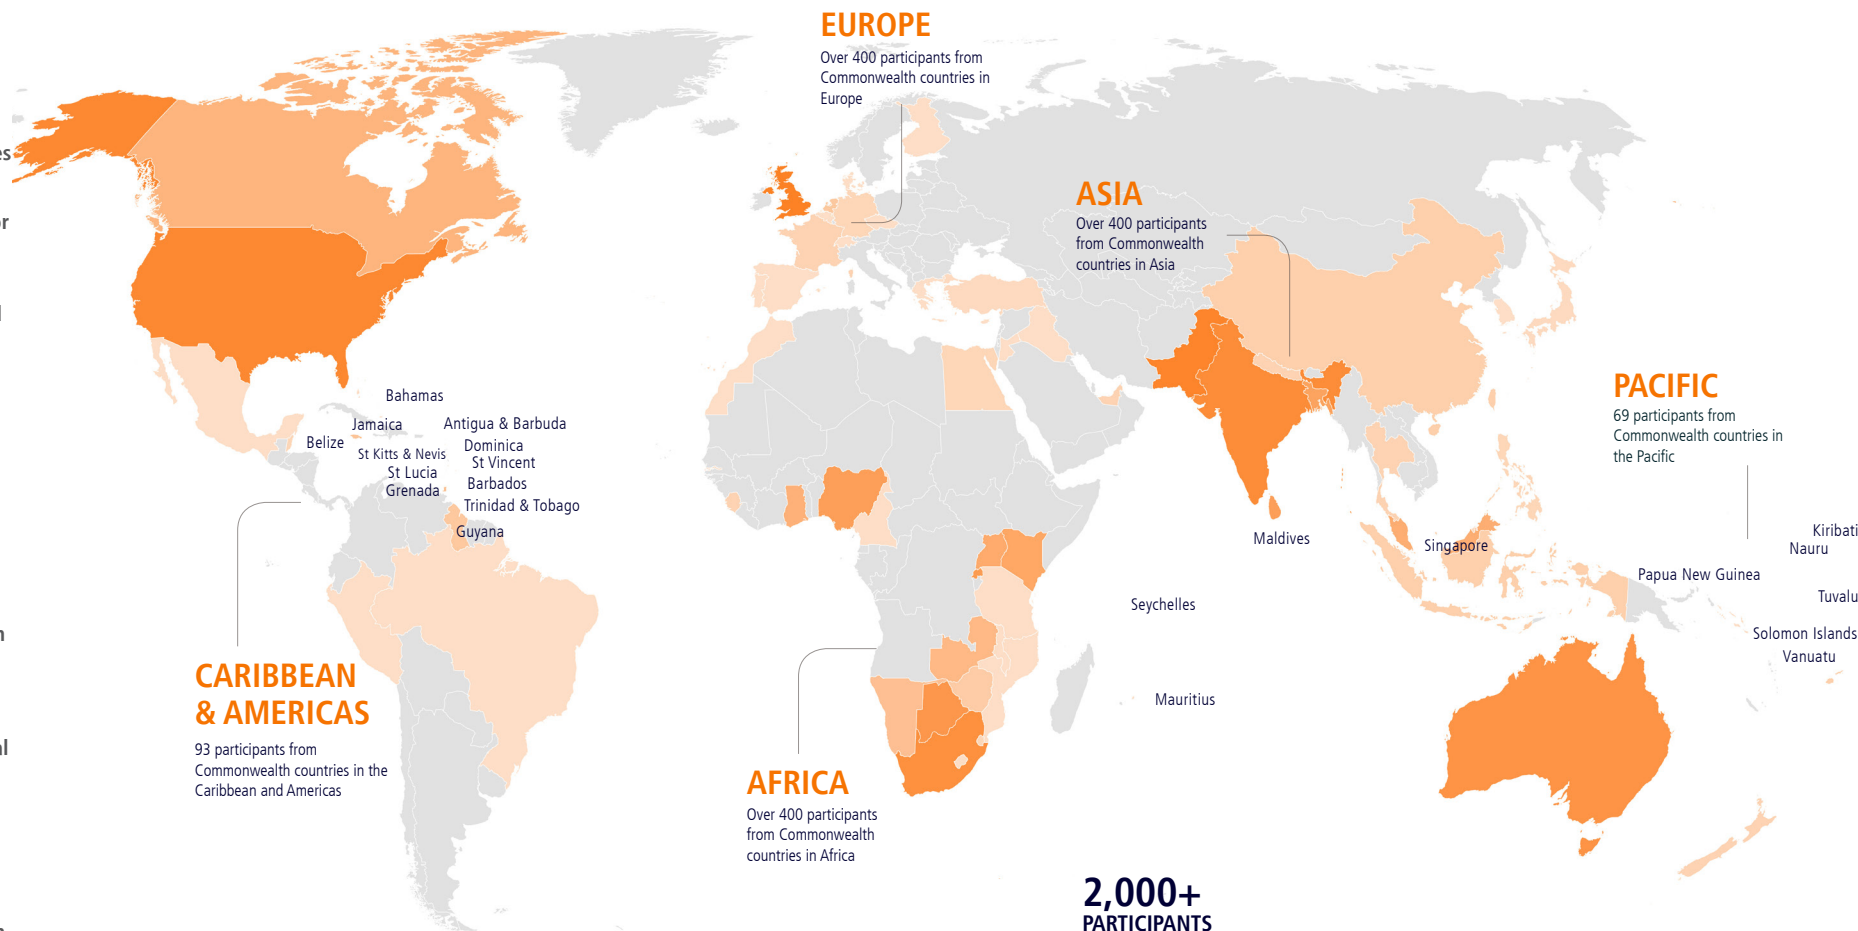 EUROPE
Over 400 participants from
Commonwealth countries in
Europe
ASIA
Over 400 participants
from Commonwealth
countries in Asia
PACIFIC
69 participants from
Commonwealth countries in
the Pacific
Bahamas
Jamaica
Antigua & Barbuda
Belize
Dominica
St Kitts & Nevis
St Vincent
St Lucia
Barbados
Grenada
Trinidad & Tobago
Guyana
Maldives
Singapore
Kiribati
Nauru
Papua New Guinea
Tuvalu
Seychelles
Solomon Islands
Vanuatu
Mauritius
CARIBBEAN
& AMERICAS
93 participants from
Commonwealth countries in the
Caribbean and Americas
AFRICA
Over 400 participants
from Commonwealth
countries in Africa
2,000+
PARTICIPANTS